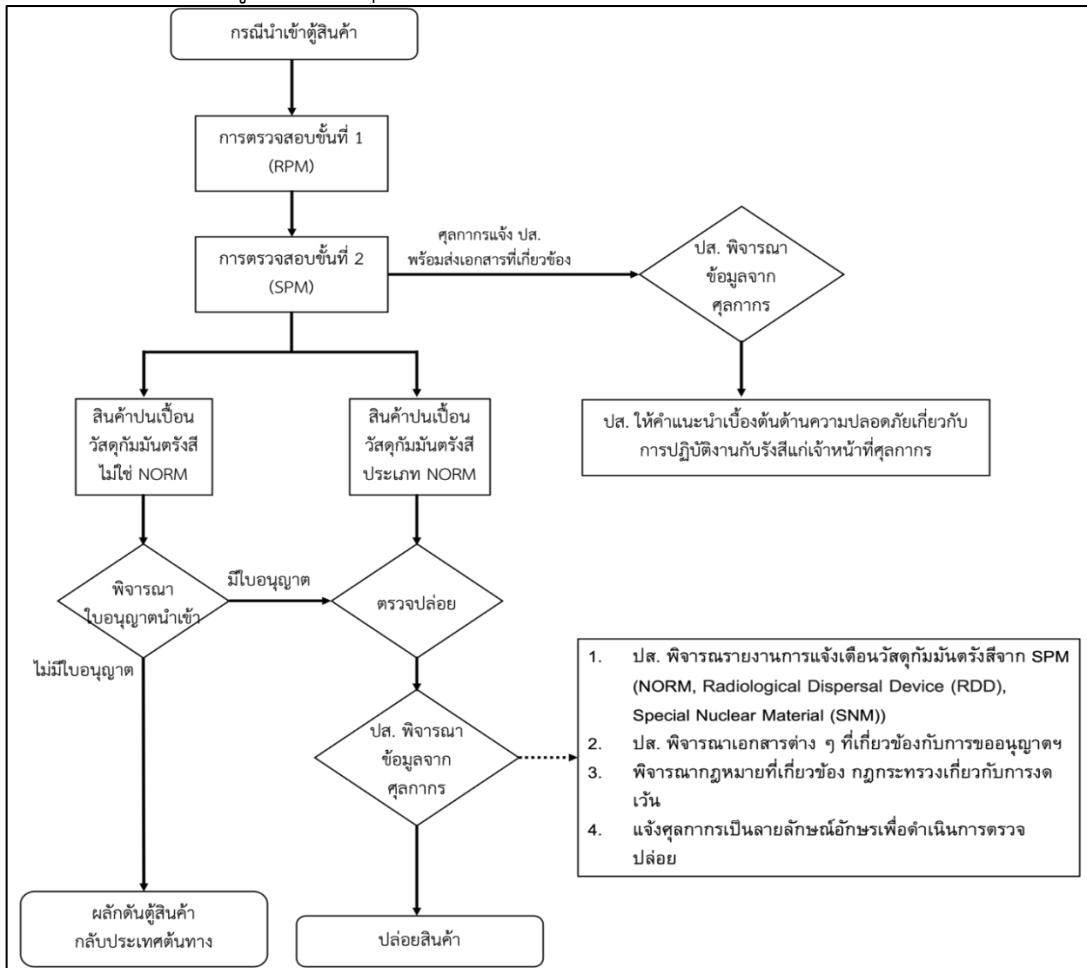 กรณีนำเข้าตู้สินค้า
การตรวจสอบขั้นที่ 1
(RPM)
การตรวจสอบขั้นที่ 2
(SPM)
ศุลกากรแจ้ง ปส.
พร้อมส่งเอกสารที่เกี่ยวข้อง
ปส. พิจารณา
ข้อมูลจาก
ศุลกากร
ปส. ให้คำแนะนำเบื้องต้นด้านความปลอดภัยเกี่ยวกับ
การปฏิบัติงานกับรังสีแก่เจ้าหน้าที่ศุลกากร
สินค้าปนเปื้อน
วัสดุกัมมันตรังสี
ไม่ใช่ NORM
สินค้าปนเปื้อน
วัสดุกัมมันตรังสี
ประเภท NORM
พิจารณา
ใบอนุญาตนำเข้า
มีใบอนุญาต
ตรวจปล่อย
ไม่มีใบอนุญาต
ปส. พิจารณา
ข้อมูลจาก
ศุลกากร
1. ปส. พิจารณรายงานการแจ้งเตือนวัสดุกัมมันตรังสีจาก SPM
(NORM, Radiological Dispersal Device (RDD),
Special Nuclear Material (SNM))
2. ปส. พิจารณาเอกสารต่าง ๆ ที่เกี่ยวข้องกับการขออนุญาตฯ
3. พิจารณากฎหมายที่เกี่ยวข้อง กฎกระทรวงเกี่ยวกับการงด
เว้น
4. แจ้งศุลกากรเป็นลายลักษณ์อักษรเพื่อดำเนินการตรวจ
ปล่อย
ผลักดันตู้สินค้า
กลับประเทศต้นทาง
ปล่อยสินค้า